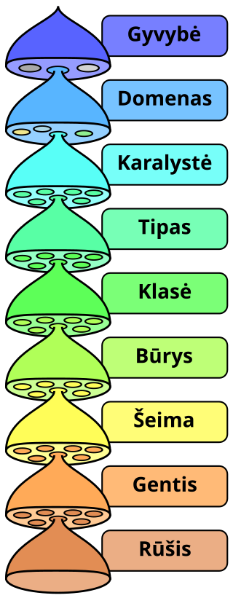 Gyvybė
Domenas
Karalystė
Tipas
Klasė
Būrys
Šeima
Gentis
Rūšis